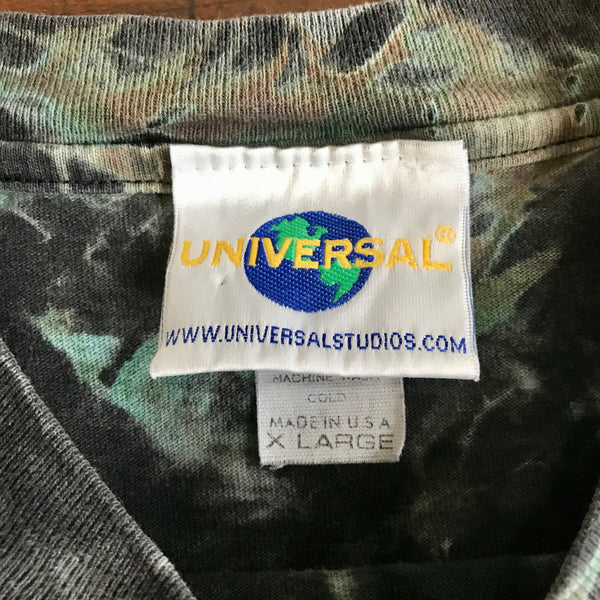 UNIVERSAL®
WWW.UNIVERSALSTUDIOS.COM
MACHINE WASH
COLD
MADE IN U S A
X LARGE